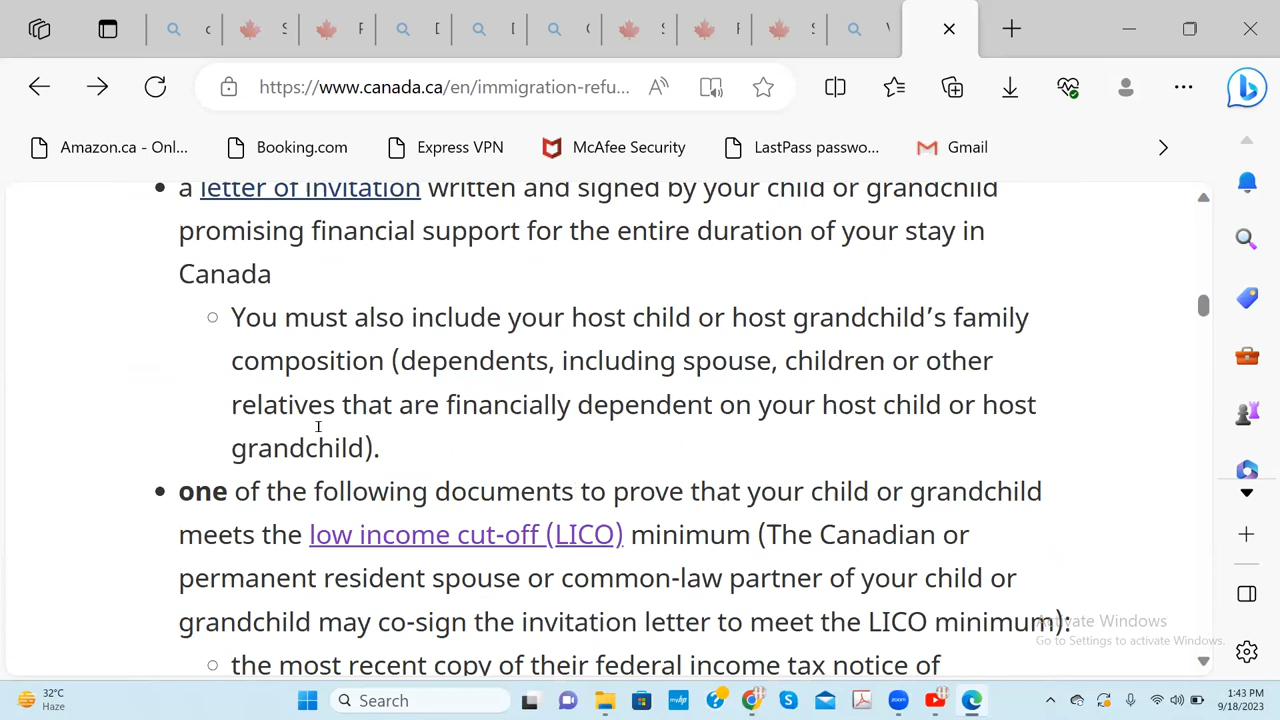 https://www.canada.ca/en/immigration-refu...
Amazon.ca - Onl... Booking.com Express VPN McAfee Security LastPass passwo... Gmail
a letter of invitation written and signed by your child or grandchild
promising financial support for the entire duration of your stay in
Canada
You must also include your host child or host grandchild’s family
composition (dependents, including spouse, children or other
relatives that are financially dependent on your host child or host
grandchild).
one of the following documents to prove that your child or grandchild
meets the low income cut-off (LICO) minimum (The Canadian or
permanent resident spouse or common-law partner of your child or
grandchild may co-sign the invitation letter to meet the LICO minimum):
Activate Windows
Go to Settings to activate Windows.
the most recent copy of their federal income tax notice of
32°C
Haze
Search
1:43 PM
9/18/2023